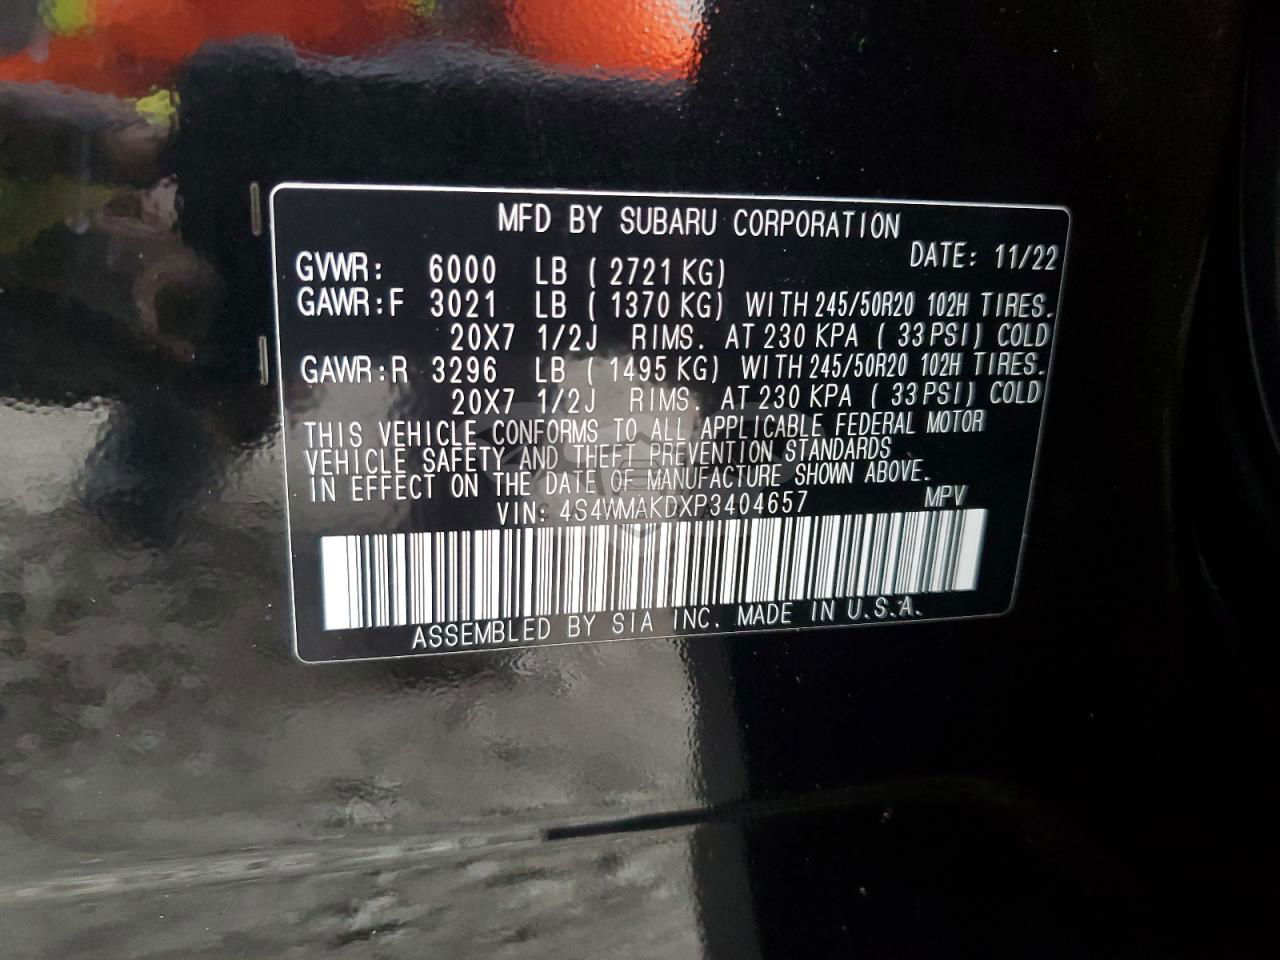 MFD BY SUBARU CORPORATION
DATE: 11/22
GVWR: 6000 LB ( 2721 KG)
GAWR:F 3021 LB ( 1370 KG) WITH 245/50R20 102H TIRES.
20X7 1/2J RIMS. AT 230 KPA ( 33 PSI) COLD
GAWR:R 3296 LB ( 1495 KG) WITH 245/50R20 102H TIRES.
20X7 1/2J RIMS. AT 230 KPA ( 33 PSI) COLD
THIS VEHICLE CONFORMS TO ALL APPLICABLE FEDERAL MOTOR
VEHICLE SAFETY AND THEFT PREVENTION STANDARDS
IN EFFECT ON THE DATE OF MANUFACTURE SHOWN ABOVE.
VIN: 4S4WMAKDXP3404657 MPV
ASSEMBLED BY SIA INC. MADE IN U.S.A.